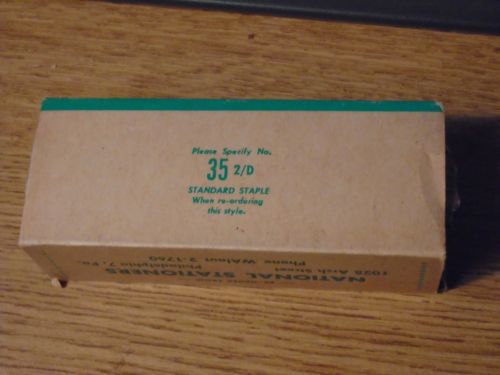 Please Specify No.
35 2/D
STANDARD STAPLE
When re-ordering
this style.
NATIONAL STATIONERS
1028 Arch Street
Philadelphia 7, Pa.
Phone WAlnut 2-1760